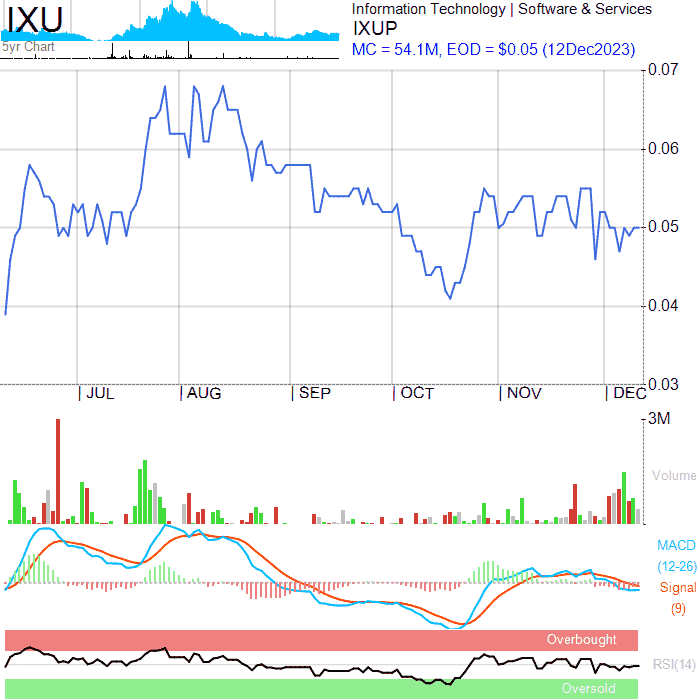 IXU
5yr Chart
Information Technology | Software & Services
IXUP
MC = 54.1M, EOD = $0.05 (12Dec2023)
0.07
0.06
0.05
0.04
0.03
| JUL | AUG | SEP | OCT | NOV | DEC
3M
Volume
MACD
(12-26)
Signal
(9)
Overbought
RSI(14)
Oversold